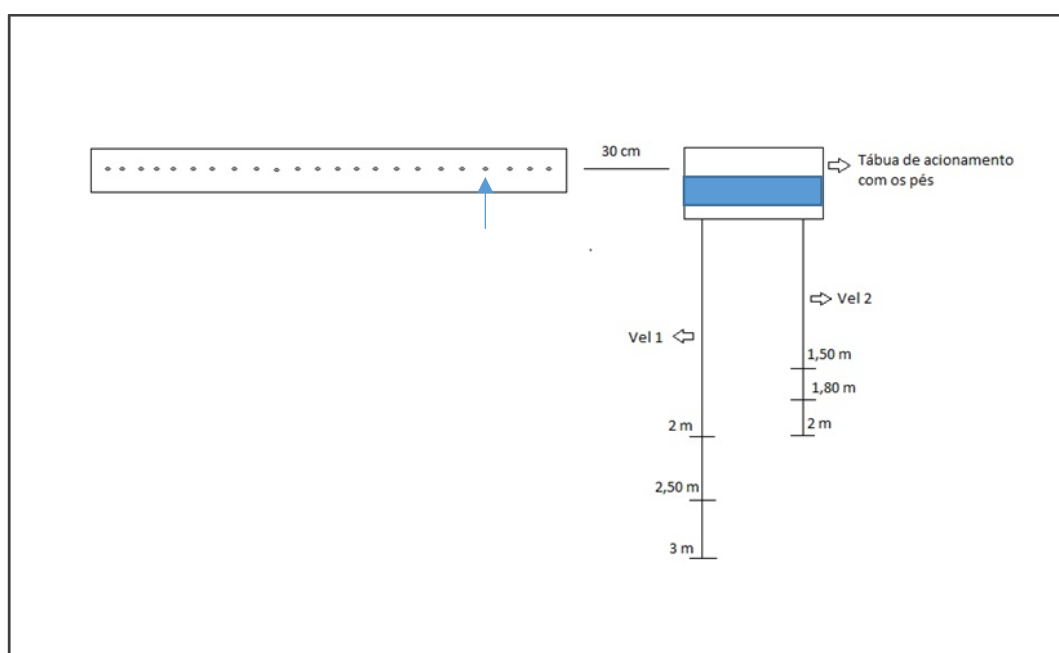 30 cm
Tábua de acionamento
com os pés
Vel 2
Vel 1
1,50 m
1,80 m
2 m
2 m
2,50 m
3 m